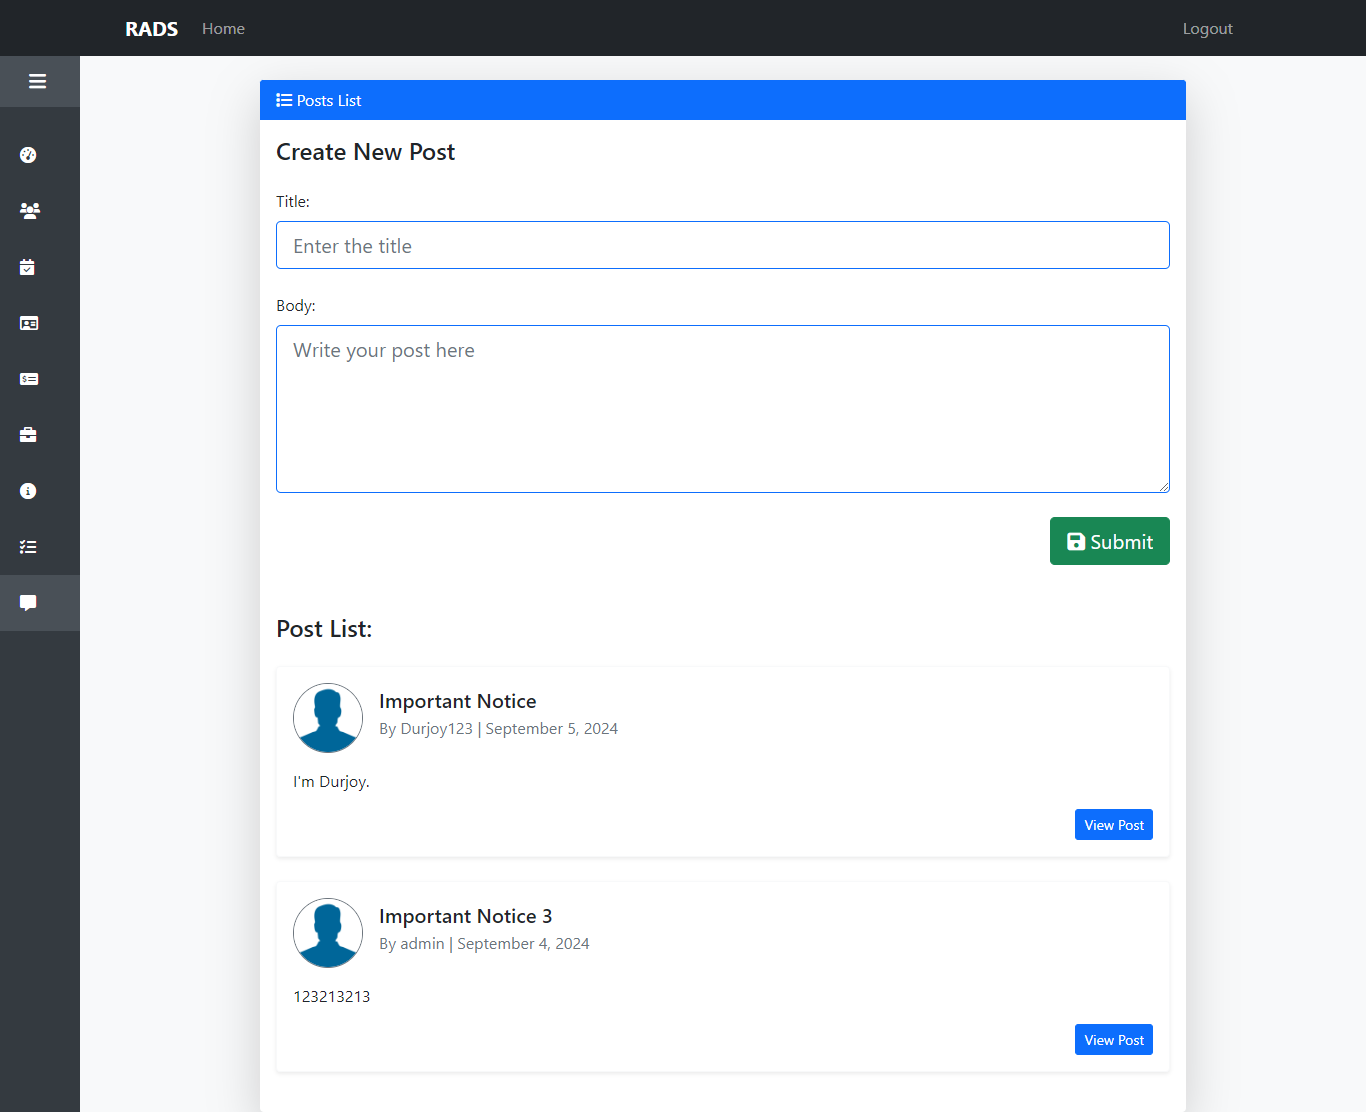 RADS Home Logout
Posts List
Create New Post
Title:
Enter the title
Body:
Write your post here
Submit
Post List:
Important Notice
By Durjoy123 | September 5, 2024
I'm Durjoy.
View Post
Important Notice 3
By admin | September 4, 2024
123213213
View Post